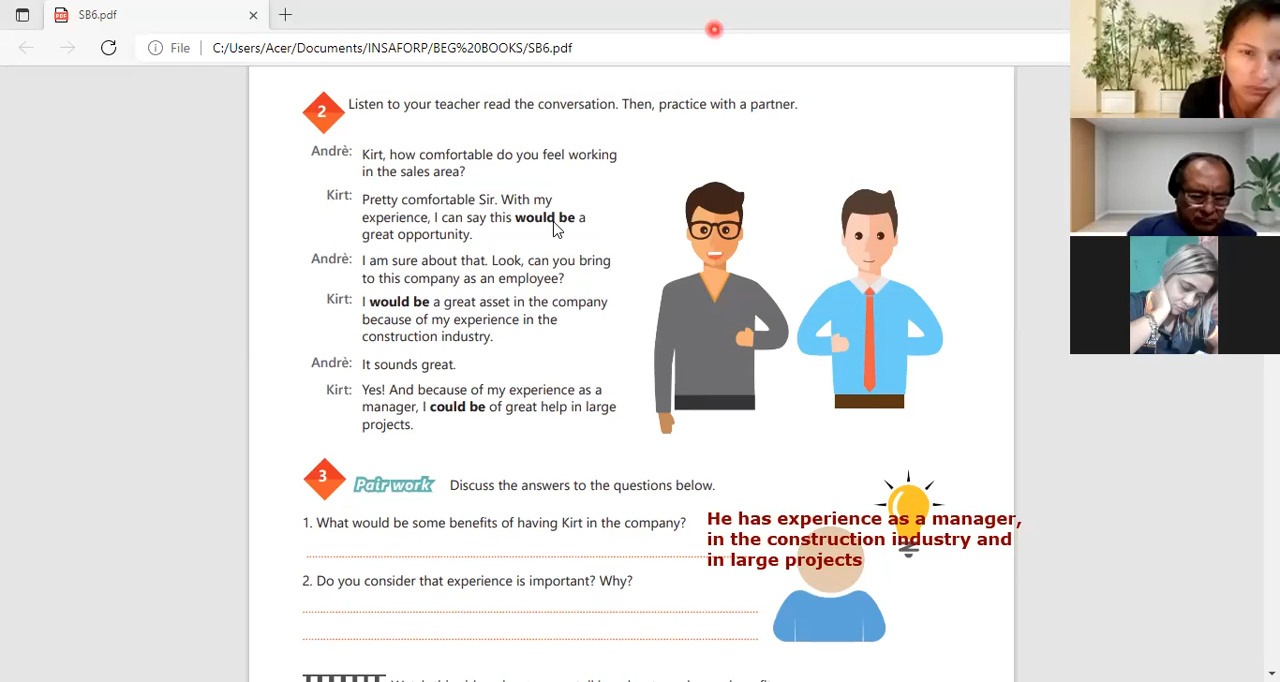 SB6.pdf
File C:/Users/Acer/Documents/INSAFORP/BEG%20BOOKS/SB6.pdf
2 Listen to your teacher read the conversation. Then, practice with a partner.
Andrè: Kirt, how comfortable do you feel working
in the sales area?
Kirt: Pretty comfortable Sir. With my
experience, I can say this would be a
great opportunity.
Andrè: I am sure about that. Look, can you bring
to this company as an employee?
Kirt: I would be a great asset in the company
because of my experience in the
construction industry.
Andrè: It sounds great.
Kirt: Yes! And because of my experience as a
manager, I could be of great help in large
projects.
3 Pair work Discuss the answers to the questions below.
1. What would be some benefits of having Kirt in the company?
He has experience as a manager,
in the construction industry and
in large projects
2. Do you consider that experience is important? Why?